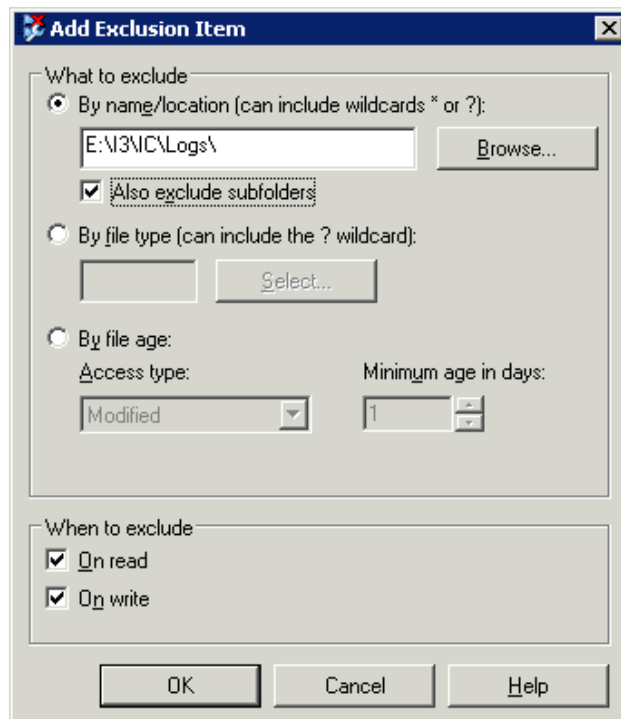 Add Exclusion Item
What to exclude
By name/location (can include wildcards * or ?):
E:\I3\IC\Logs\
Browse...
Also exclude subfolders
By file type (can include the ? wildcard):
Select...
By file age:
Access type: Minimum age in days:
Modified 1
When to exclude
On read
On write
OK Cancel Help